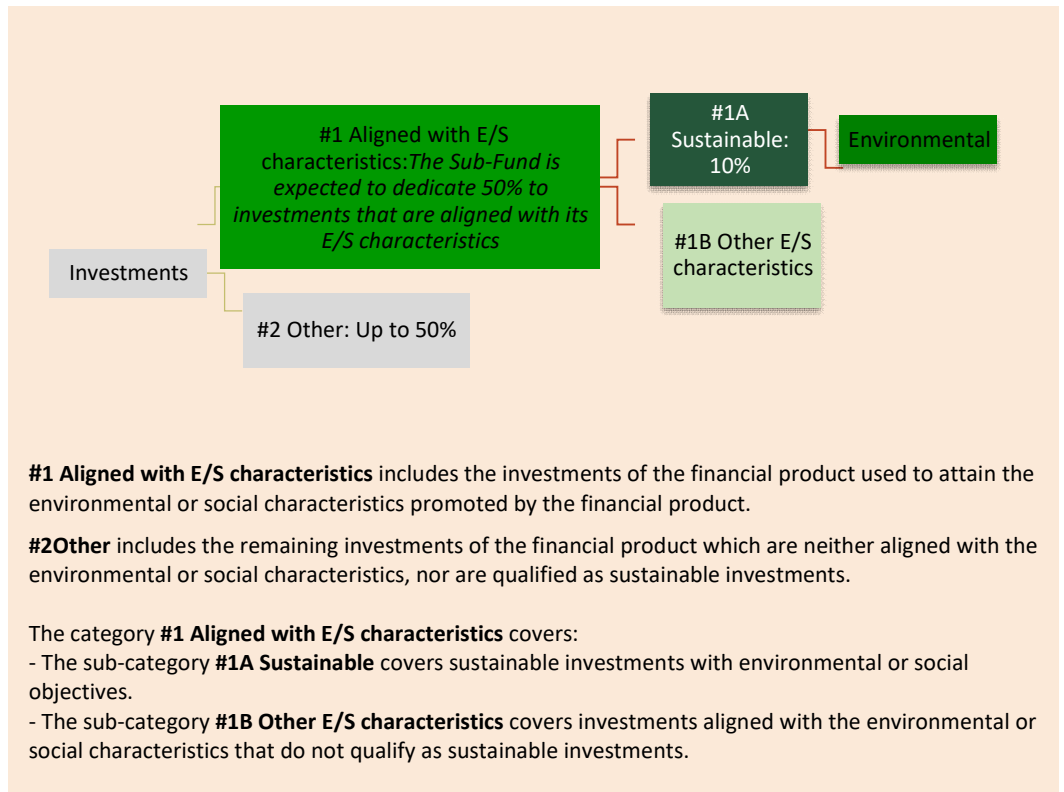 #1 Aligned with E/S
characteristics:The Sub-Fund is
expected to dedicate 50% to
investments that are aligned with its
E/S characteristics
#1A
Sustainable:
10%
Environmental
#1B Other E/S
characteristics
Investments
#2 Other: Up to 50%
#1 Aligned with E/S characteristics includes the investments of the financial product used to attain the
environmental or social characteristics promoted by the financial product.
#2Other includes the remaining investments of the financial product which are neither aligned with the
environmental or social characteristics, nor are qualified as sustainable investments.
The category #1 Aligned with E/S characteristics covers:
- The sub-category #1A Sustainable covers sustainable investments with environmental or social
objectives.
- The sub-category #1B Other E/S characteristics covers investments aligned with the environmental or
social characteristics that do not qualify as sustainable investments.